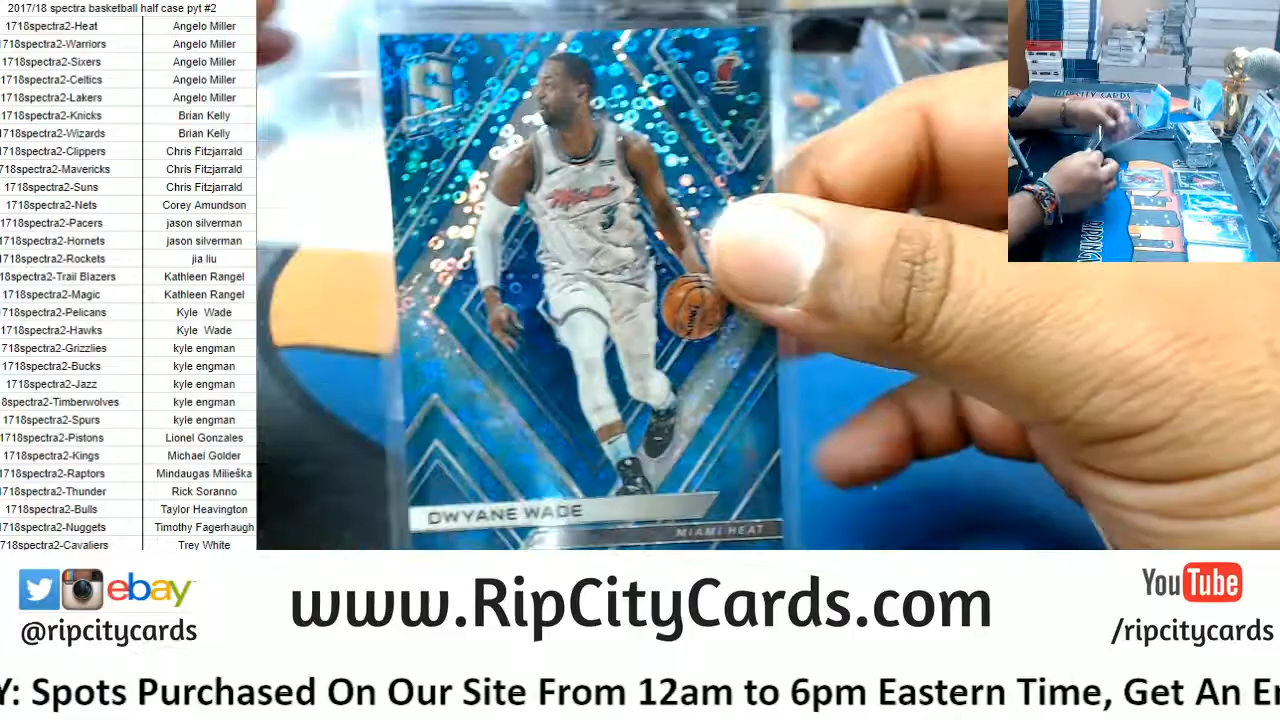 2017/18 spectra basketball half case pyt #2
1718spectra2-Heat Angelo Miller
1718spectra2-Warriors Angelo Miller
1718spectra2-Sixers Angelo Miller
1718spectra2-Celtics Angelo Miller
1718spectra2-Lakers Angelo Miller
1718spectra2-Knicks Brian Kelly
1718spectra2-Wizards Brian Kelly
1718spectra2-Clippers Chris Fitzjarrald
1718spectra2-Mavericks Chris Fitzjarrald
1718spectra2-Suns Chris Fitzjarrald
1718spectra2-Nets Corey Amundson
1718spectra2-Pacers jason silverman
1718spectra2-Hornets jason silverman
1718spectra2-Rockets jia liu
18spectra2-Trail Blazers Kathleen Rangel
1718spectra2-Magic Kathleen Rangel
1718spectra2-Pelicans Kyle Wade
1718spectra2-Hawks Kyle Wade
1718spectra2-Grizzlies kyle engman
1718spectra2-Bucks kyle engman
1718spectra2-Jazz kyle engman
8spectra2-Timberwolves kyle engman
1718spectra2-Spurs kyle engman
1718spectra2-Pistons Lionel Gonzales
1718spectra2-Kings Michael Golder
1718spectra2-Raptors Mindaugas Milieška
1718spectra2-Thunder Rick Soranno
1718spectra2-Bulls Taylor Heavington
1718spectra2-Nuggets Timothy Fagerhaugh
718spectra2-Cavaliers Trey White
S
3
DWYANE WADE
MIAMI HEAT
RIP CITY CARDS
ebay
@ripcitycards
www.RipCityCards.com
YouTube
/ripcitycards
Y: Spots Purchased On Our Site From 12am to 6pm Eastern Time, Get An E